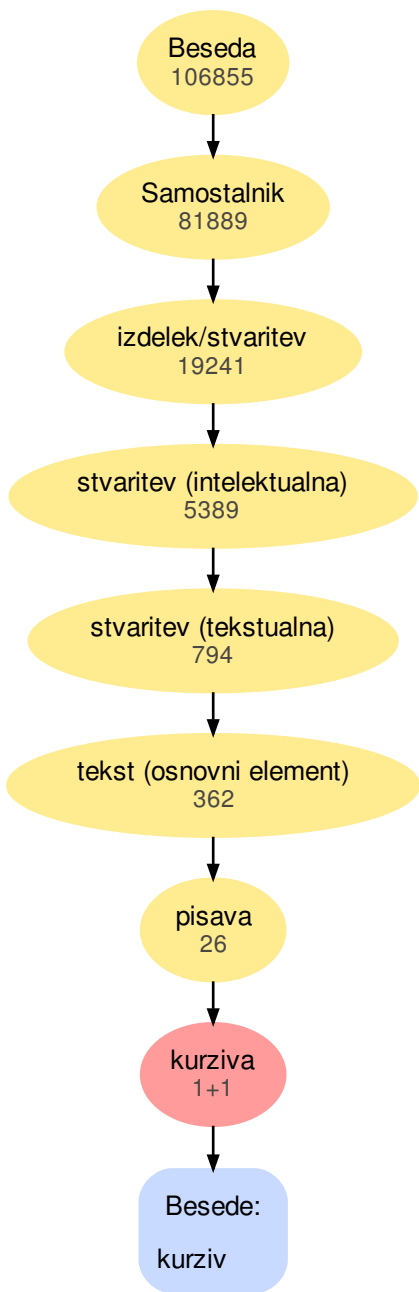 Beseda
106855
Samostalnik
81889
izdelek/stvaritev
19241
stvaritev (intelektualna)
5389
stvaritev (tekstualna)
794
tekst (osnovni element)
362
pisava
26
kurziva
1+1
Besede:
kurziv